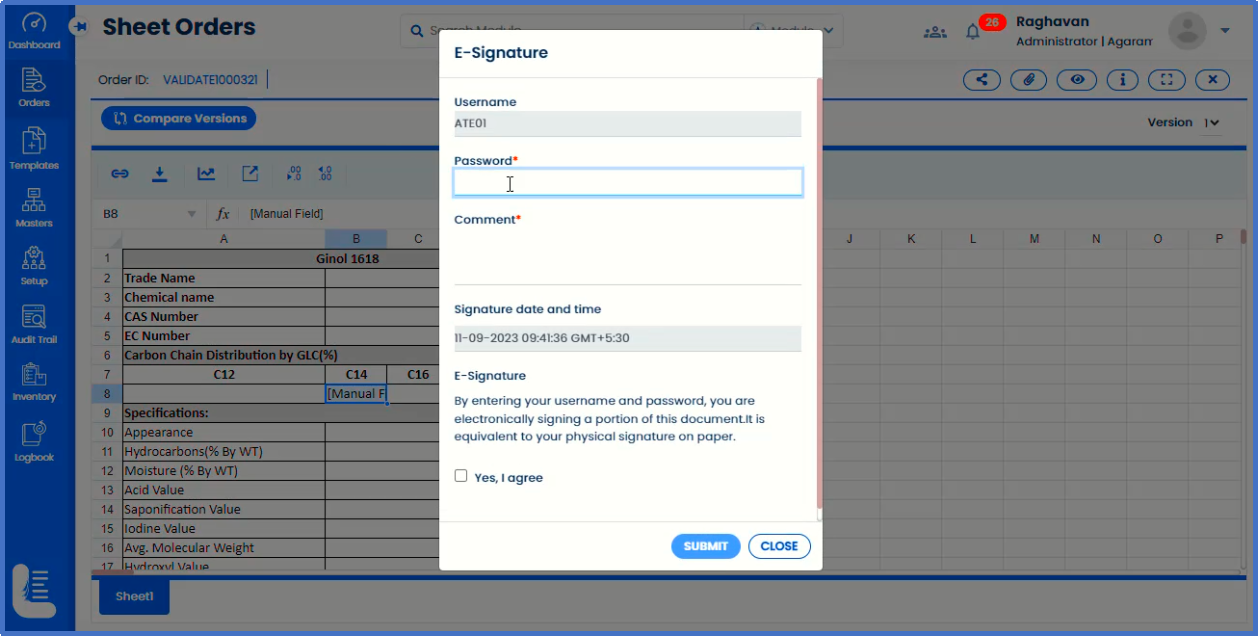 Sheet Orders
Search Module
Module
26
Raghavan
Administrator | Agaram
Dashboard
Orders
Templates
Masters
Setup
Audit Trail
Inventory
Logbook
Order ID: VALIDATE1000321
Compare Versions
Version 1
B8 fx [Manual Field]
A B C J K L M N O P
1 Ginol 1618
2 Trade Name
3 Chemical name
4 CAS Number
5 EC Number
6 Carbon Chain Distribution by GLC(%)
7 C12 C14 C16
8 [Manual F
9 Specifications:
10 Appearance
11 Hydrocarbons(% By WT)
12 Moisture (% By WT)
13 Acid Value
14 Saponification Value
15 Iodine Value
16 Avg. Molecular Weight
17 Hydroxyl Value
Sheet1
E-Signature
Username
ATE01
Password*
Comment*
Signature date and time
11-09-2023 09:41:36 GMT+5:30
E-Signature
By entering your username and password, you are
electronically signing a portion of this document.It is
equivalent to your physical signature on paper.
Yes, I agree
SUBMIT CLOSE